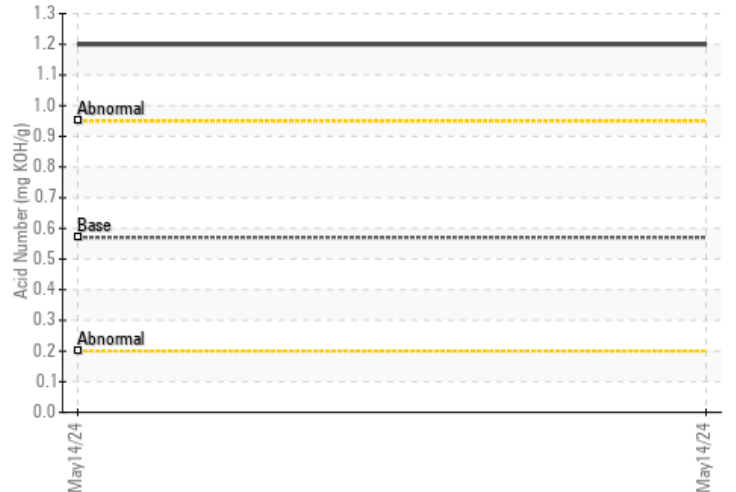 Acid Number (mg KOH/g)
1.3
1.2
1.1
1.0
Abnormal
0.9
0.8
0.7
0.6
Base
0.5
0.4
0.3
Abnormal
0.2
0.1
0.0
May14/24
May14/24